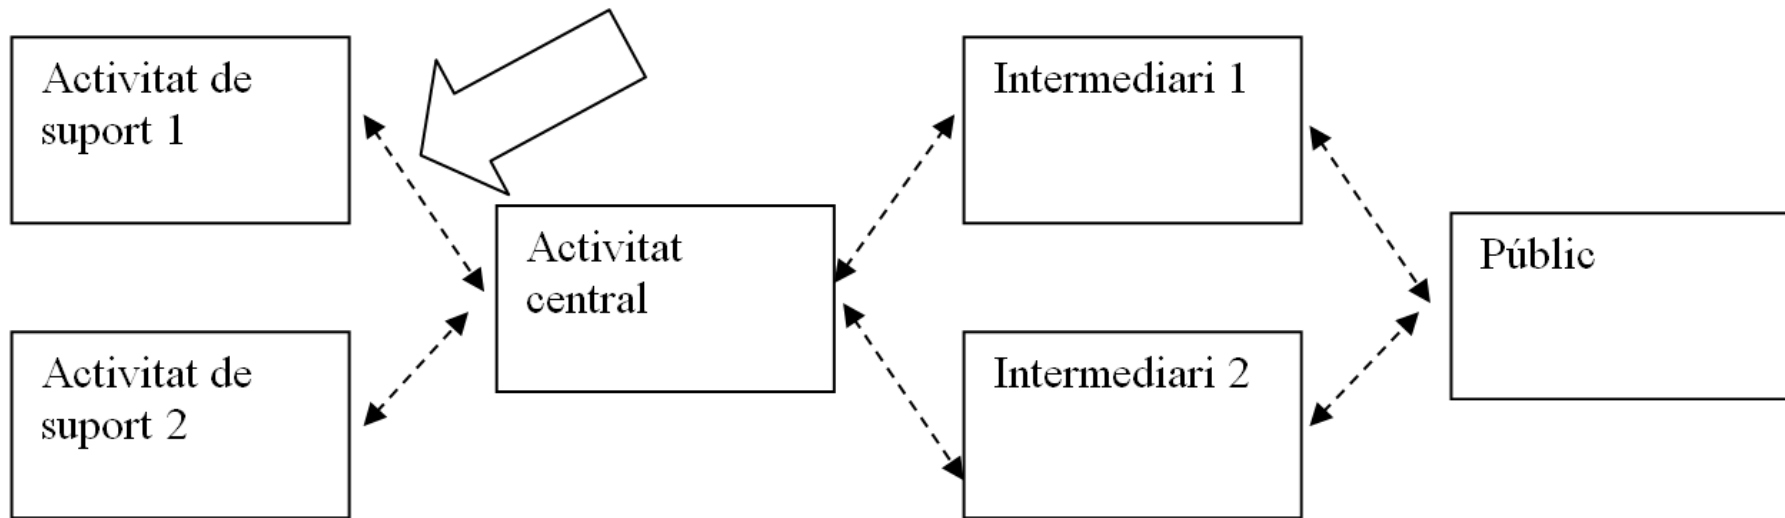 Activitat de
suport 1
Intermediari 1
Activitat
central
Públic
Activitat de
suport 2
Intermediari 2